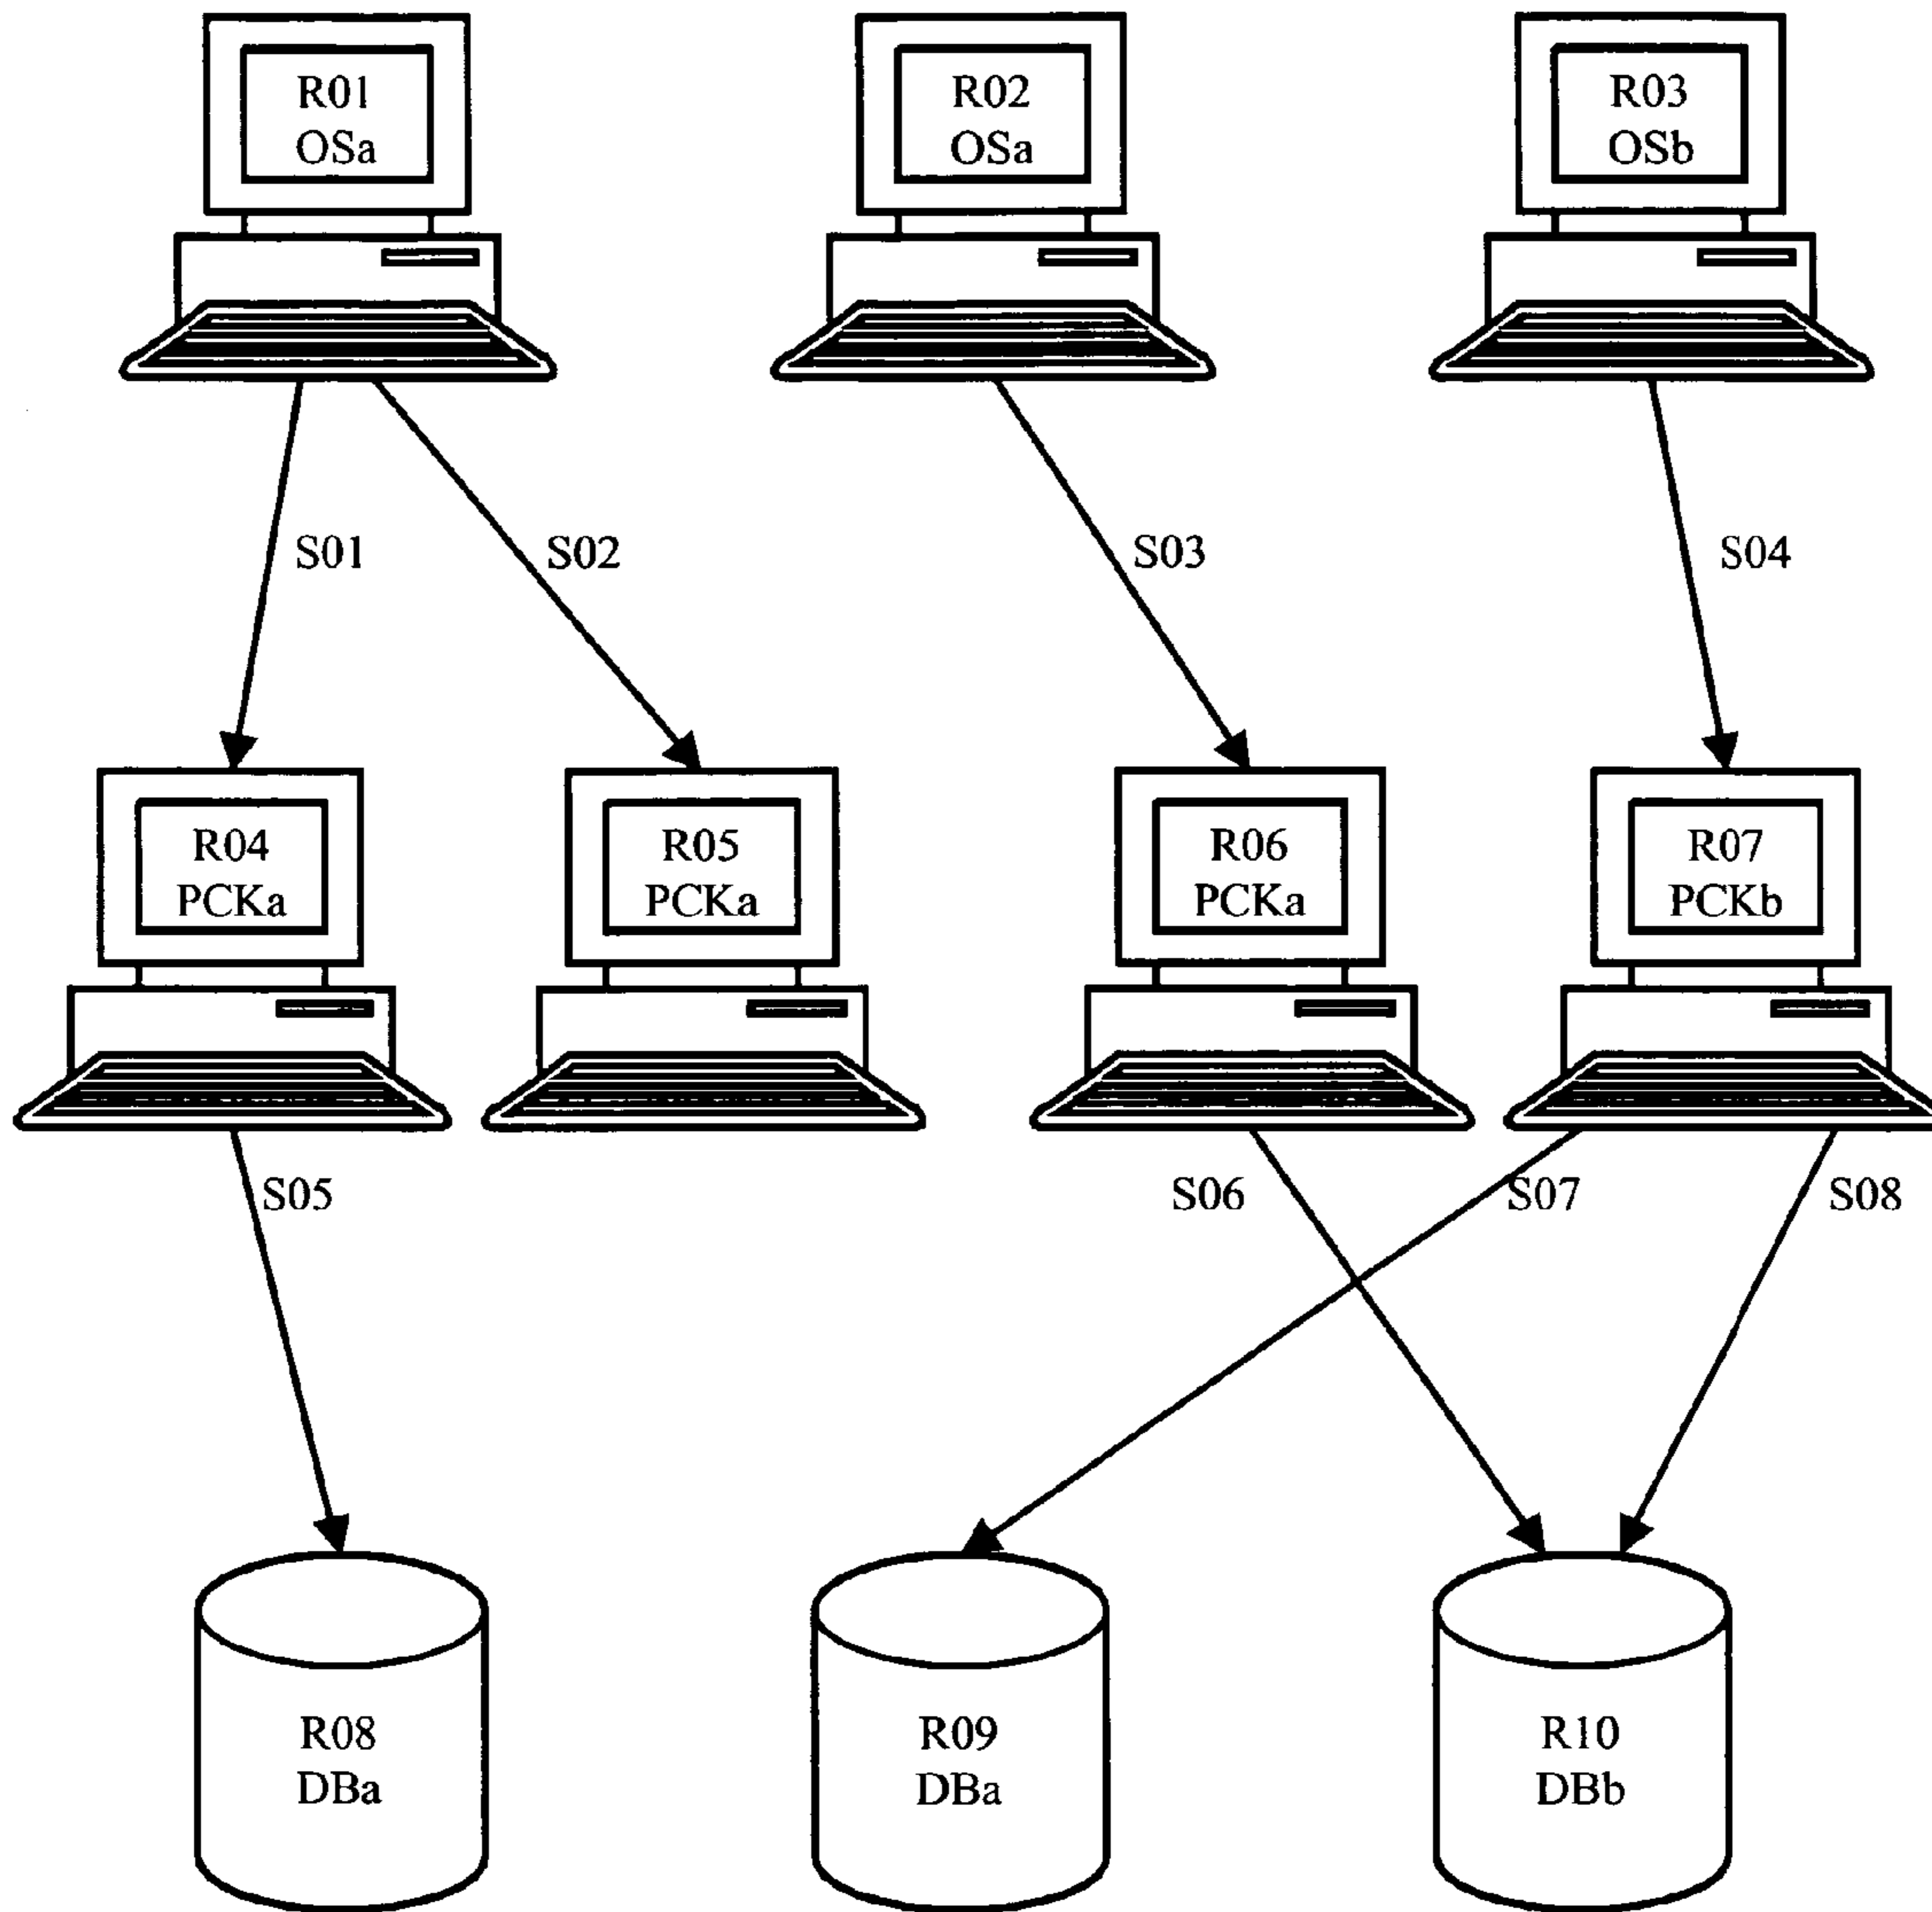 R01
OSa
R02
OSa
R03
OSb
S01
S02
S03
S04
R04
PCKa
R05
PCKa
R06
PCKa
R07
PCKb
S05
S06
S07
S08
R08
DBa
R09
DBa
R10
DBb